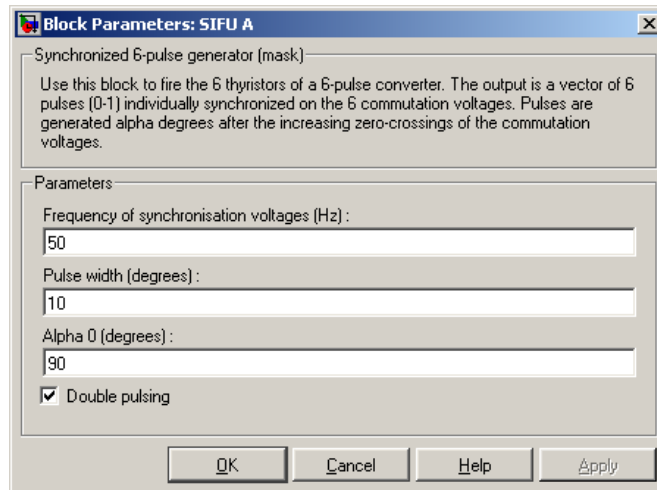 Block Parameters: SIFU A
Synchronized 6-pulse generator (mask)
Use this block to fire the 6 thyristors of a 6-pulse converter. The output is a vector of 6
pulses (0-1) individually synchronized on the 6 commutation voltages. Pulses are
generated alpha degrees after the increasing zero-crossings of the commutation
voltages.
Parameters
Frequency of synchronisation voltages (Hz) :
50
Pulse width (degrees) :
10
Alpha 0 (degrees) :
90
Double pulsing
OK Cancel Help Apply